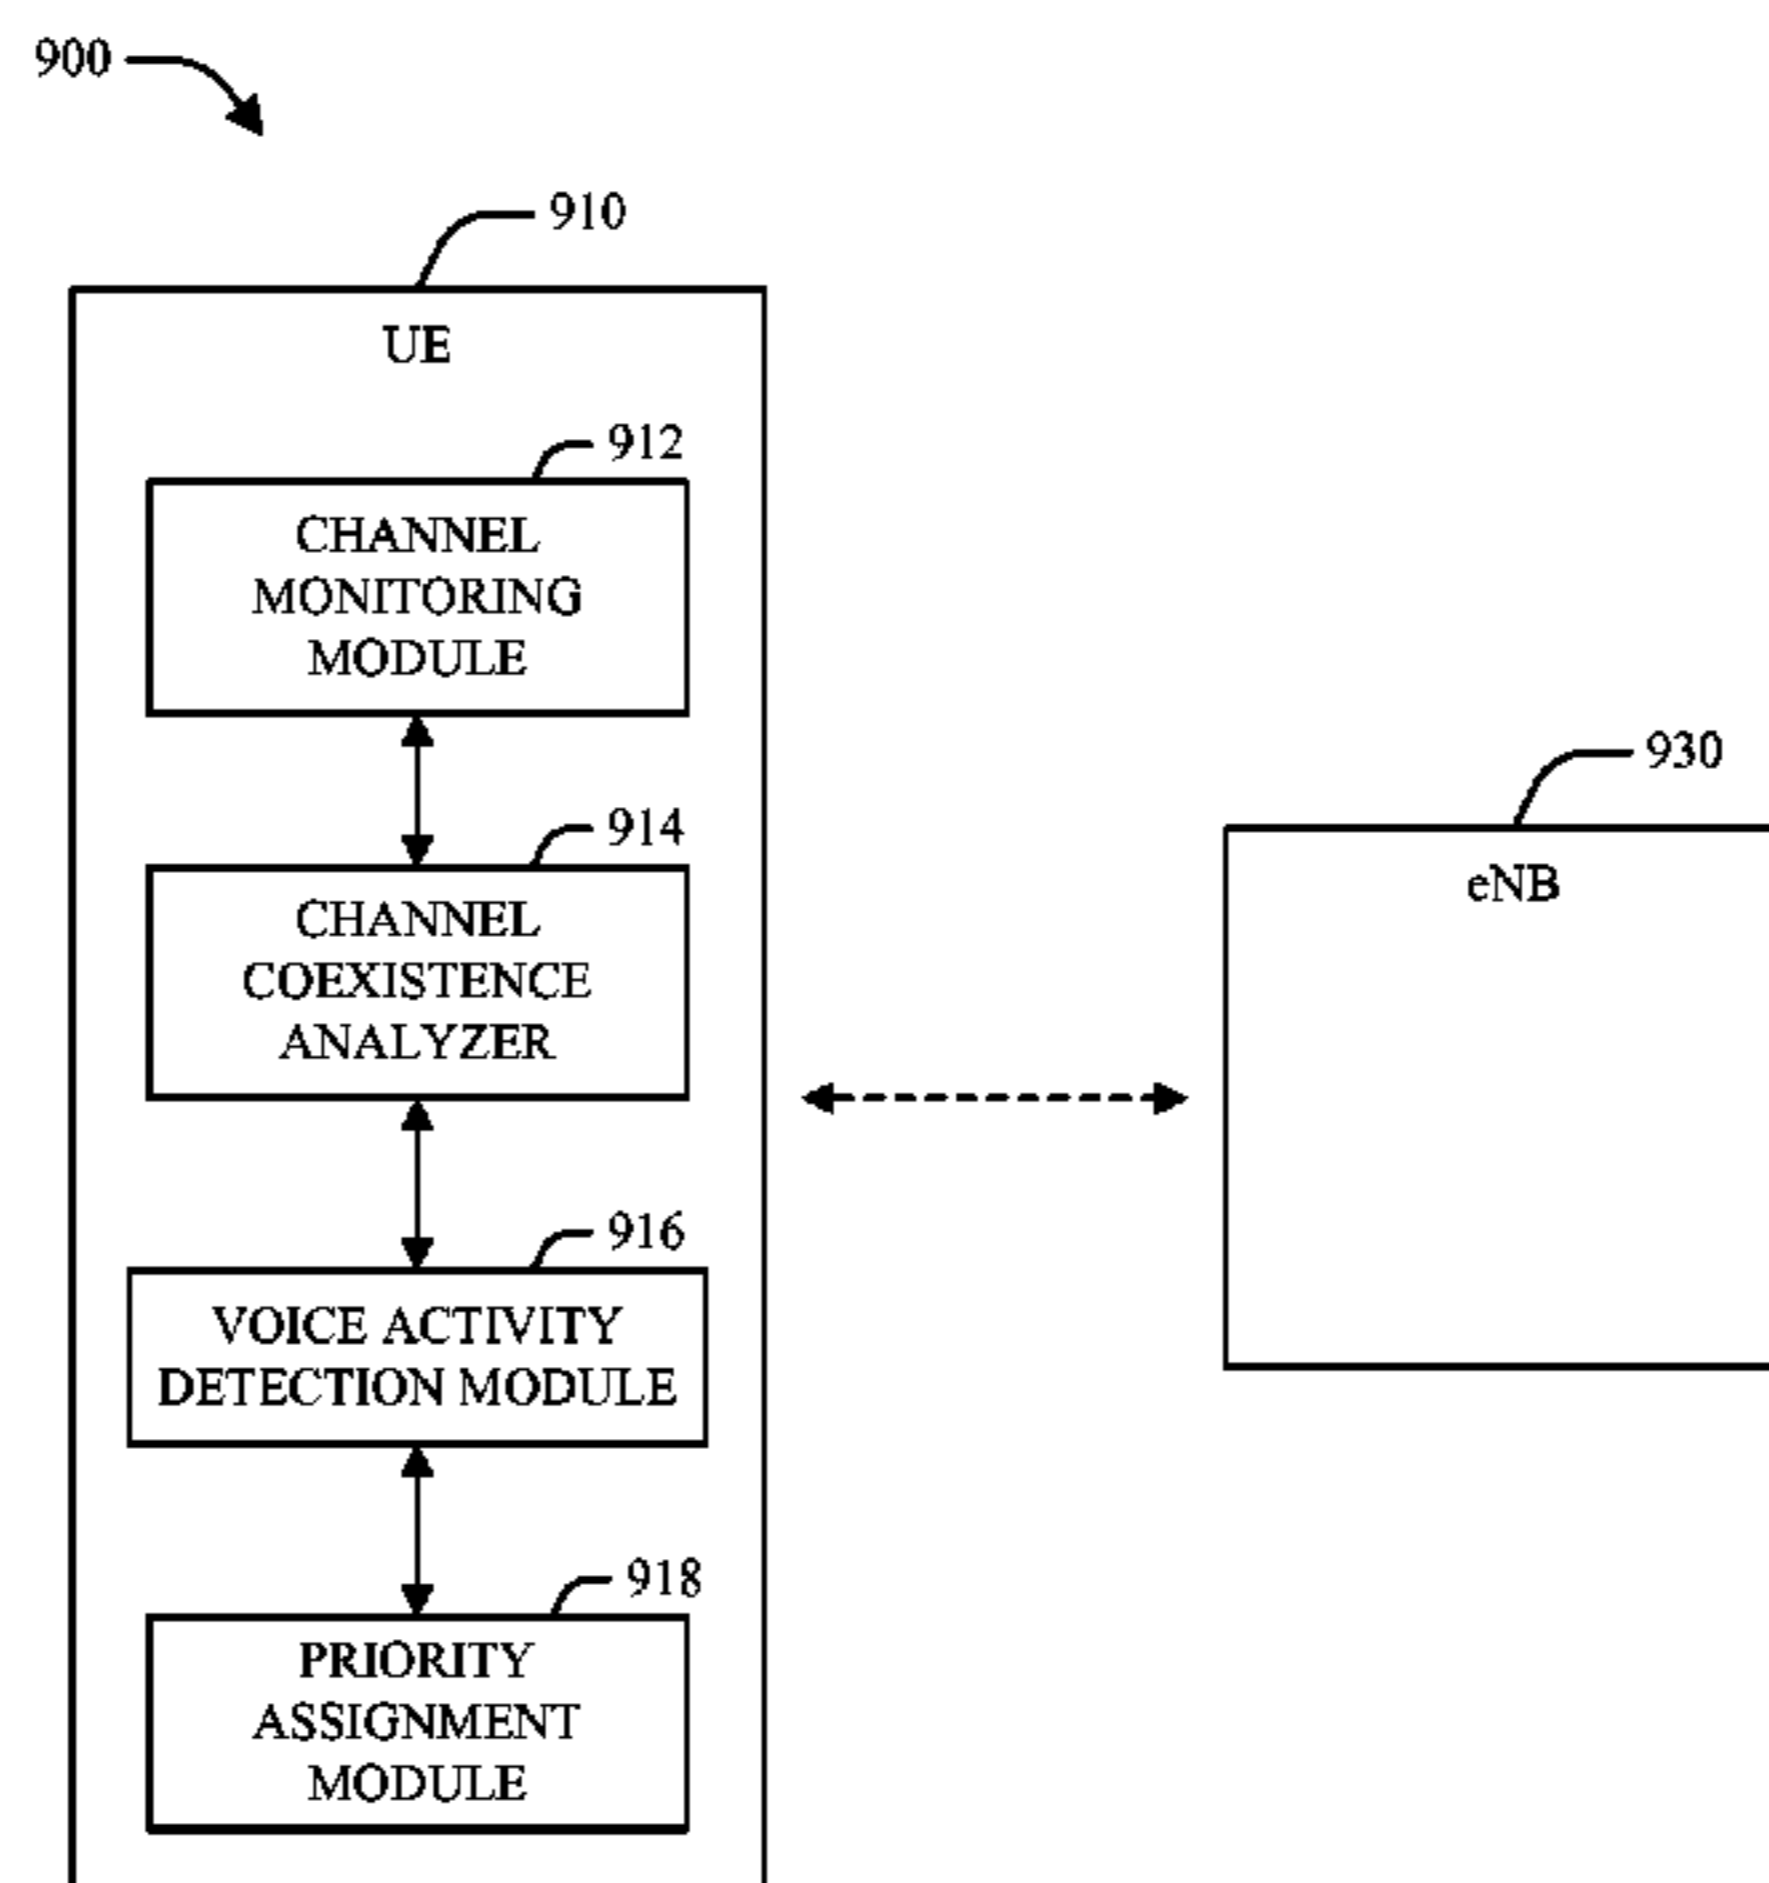 900
910
UE
912
CHANNEL
MONITORING
MODULE
930
914
eNB
CHANNEL
COEXISTENCE
ANALYZER
916
VOICE ACTIVITY
DETECTION MODULE
918
PRIORITY
ASSIGNMENT
MODULE